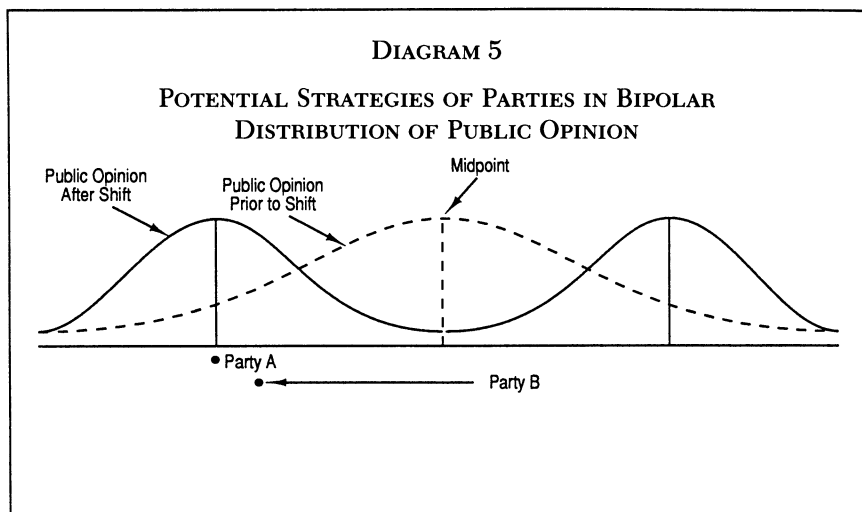 DIAGRAM 5
POTENTIAL STRATEGIES OF PARTIES IN BIPOLAR
DISTRIBUTION OF PUBLIC OPINION
Public Opinion
After Shift
Public Opinion
Prior to Shift
Midpoint
Party A
Party B